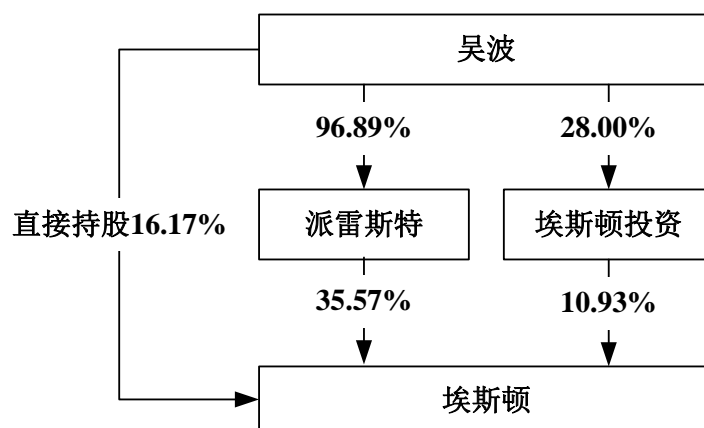 吴波
96.89%
28.00%
直接持股16.17%
派雷斯特
埃斯顿投资
35.57%
10.93%
埃斯顿